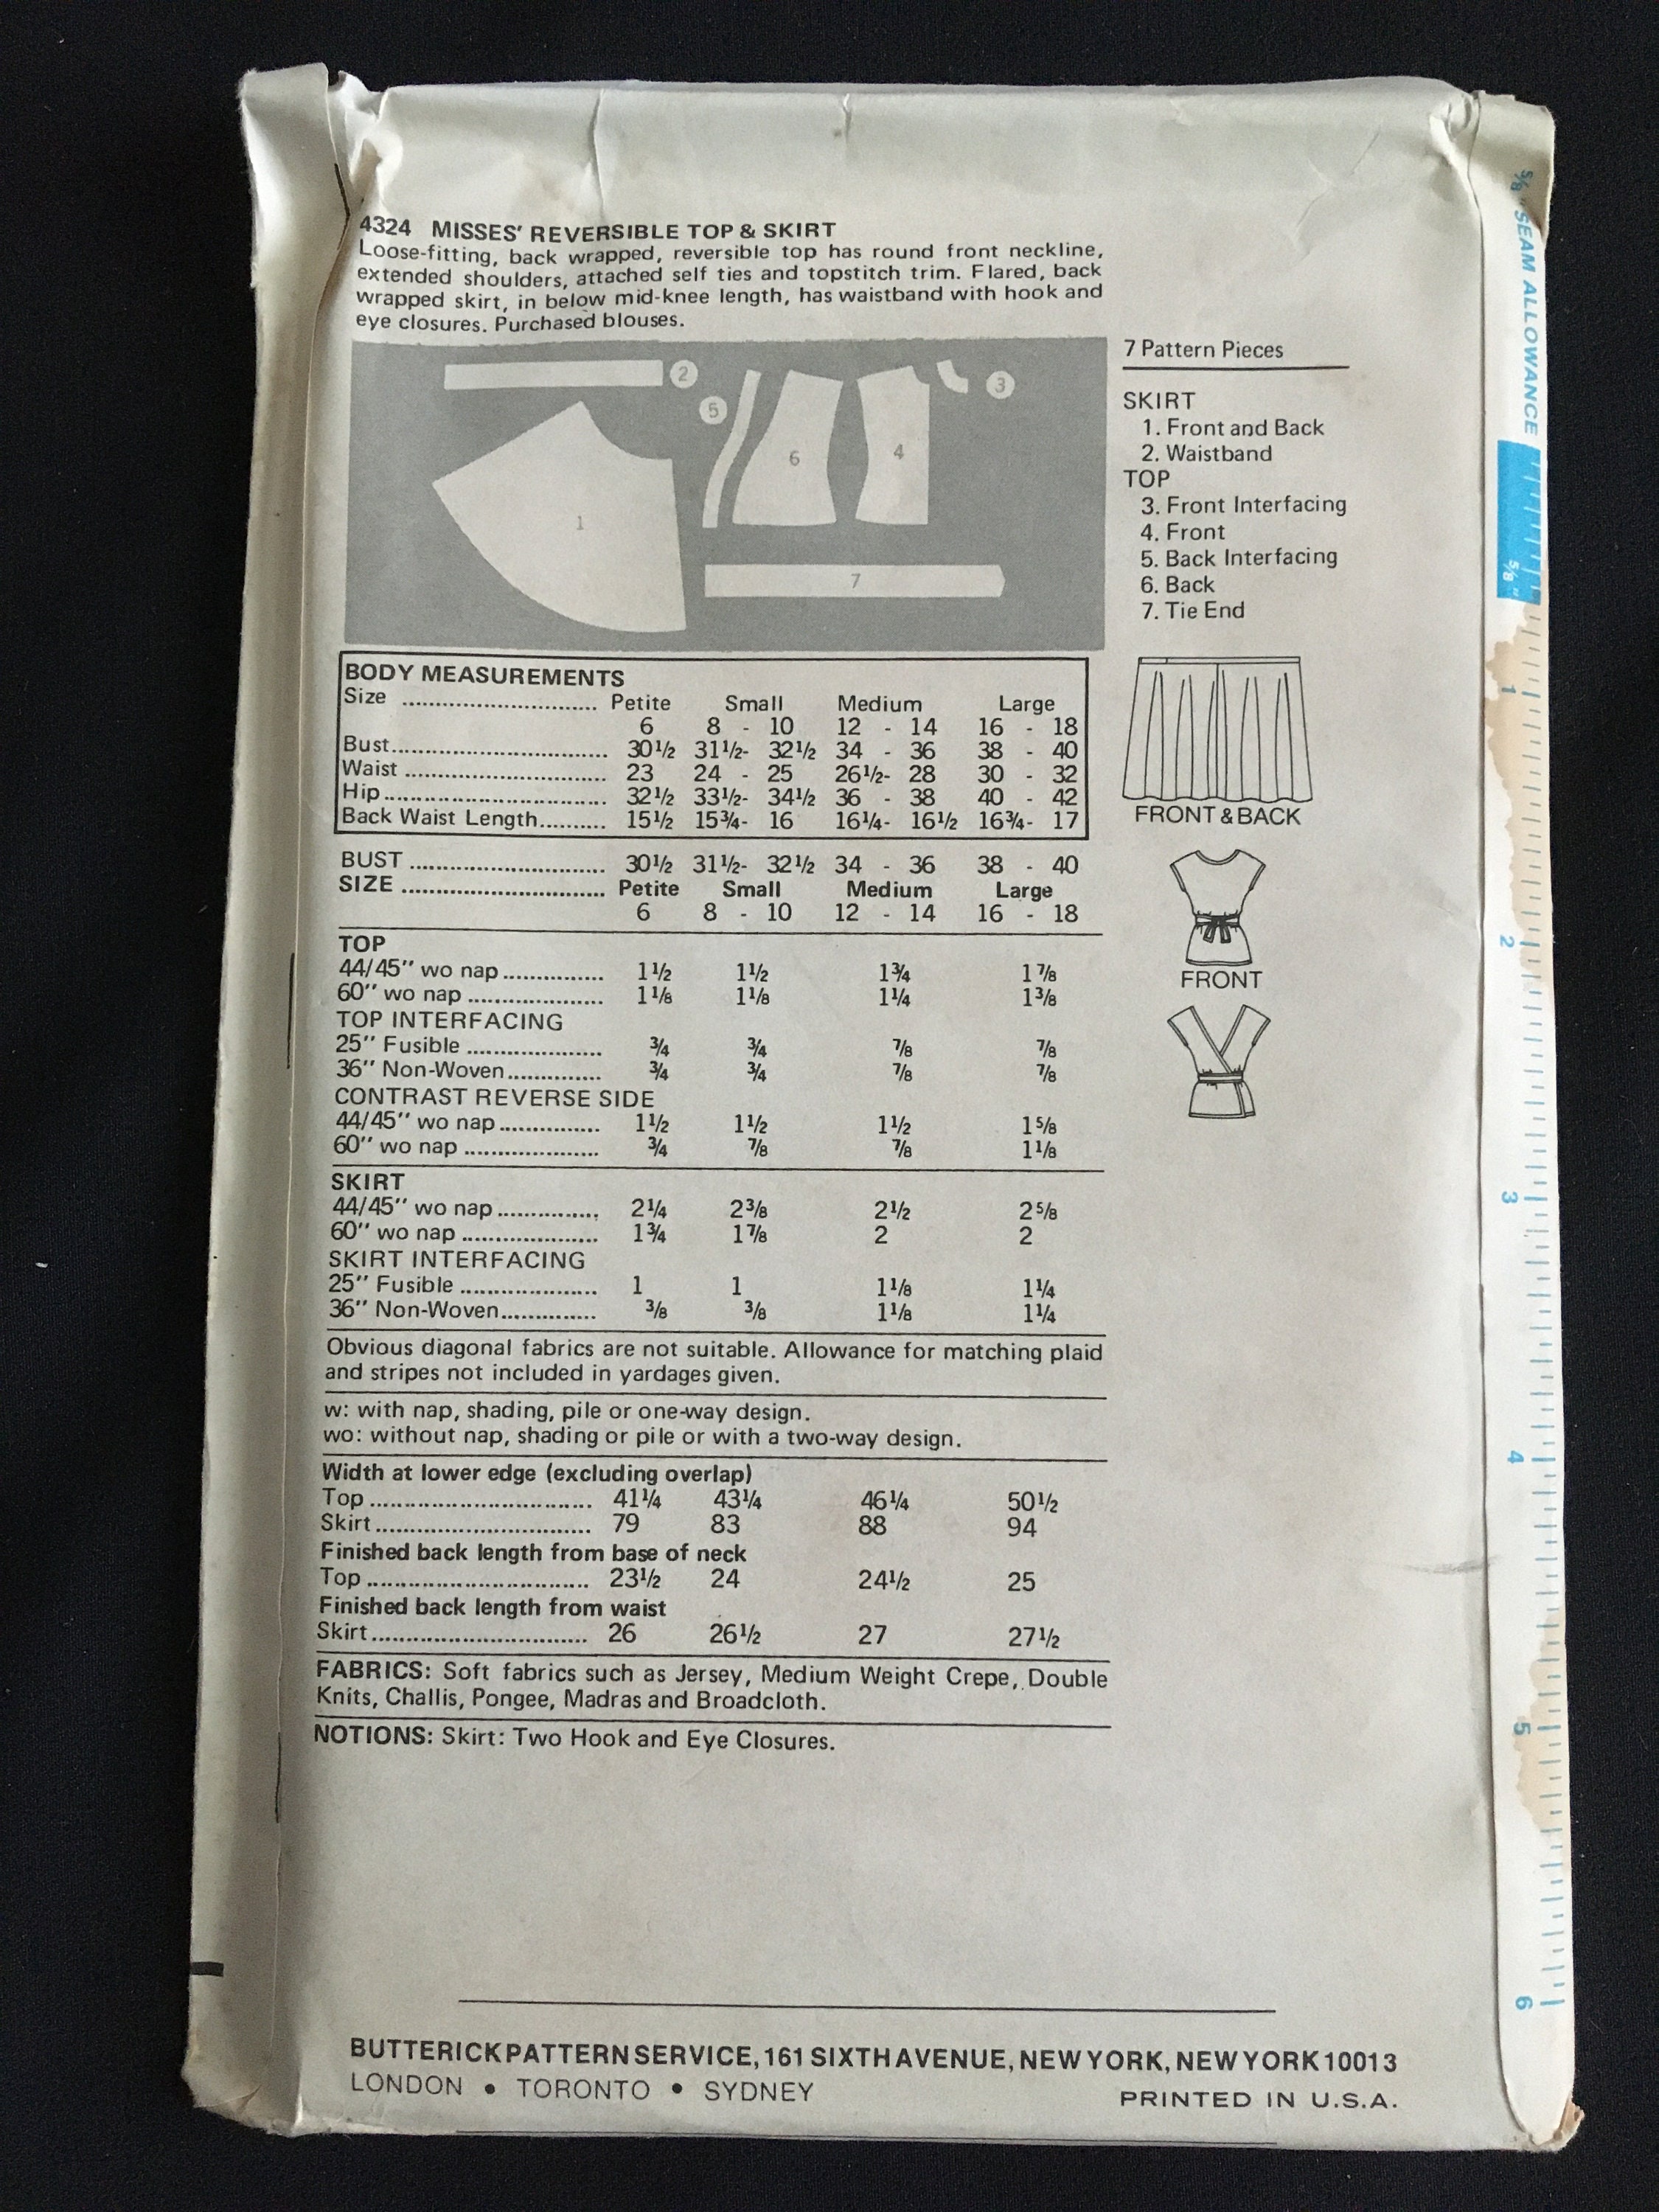 4324 MISSES' REVERSIBLE TOP & SKIRT
Loose-fitting, back wrapped, reversible top has round front neckline,
extended shoulders, attached self ties and topstitch trim. Flared, back
wrapped skirt, in below mid-knee length, has waistband with hook and
eye closures. Purchased blouses.
2
5
3
6
4
1
7
7 Pattern Pieces
SKIRT
1. Front and Back
2. Waistband
TOP
3. Front Interfacing
4. Front
5. Back Interfacing
6. Back
7. Tie End
FRONT & BACK
FRONT
BODY MEASUREMENTS
Size ............................. Petite Small Medium Large
6 8 - 10 12 - 14 16 - 18
Bust................................ 30½ 31½- 32½ 34 - 36 38 - 40
Waist .............................. 23 24 - 25 26½- 28 30 - 32
Hip................................. 32½ 33½- 34½ 36 - 38 40 - 42
Back Waist Length.......... 15½ 15¾- 16 16¼- 16½ 16¾- 17
BUST ............................. 30½ 31½- 32½ 34 - 36 38 - 40
SIZE .............................. Petite Small Medium Large
6 8 - 10 12 - 14 16 - 18
TOP
44/45" wo nap ............... 1½ 1½ 1¾ 1⅞
60" wo nap .................... 1⅛ 1⅛ 1¼ 1⅜
TOP INTERFACING
25" Fusible .................... ¾ ¾ ⅞ ⅞
36" Non-Woven.............. ¾ ¾ ⅞ ⅞
CONTRAST REVERSE SIDE
44/45" wo nap ............... 1½ 1½ 1½ 1⅝
60" wo nap .................... ¾ ⅞ ⅞ 1⅛
SKIRT
44/45" wo nap ............... 2¼ 2⅜ 2½ 2⅝
60" wo nap .................... 1¾ 1⅞ 2 2
SKIRT INTERFACING
25" Fusible .................... 1 1 1⅛ 1¼
36" Non-Woven.............. ⅜ ⅜ 1⅛ 1¼
Obvious diagonal fabrics are not suitable. Allowance for matching plaid
and stripes not included in yardages given.
w: with nap, shading, pile or one-way design.
wo: without nap, shading or pile or with a two-way design.
Width at lower edge (excluding overlap)
Top ................................. 41¼ 43¼ 46¼ 50½
Skirt................................ 79 83 88 94
Finished back length from base of neck
Top ................................. 23½ 24 24½ 25
Finished back length from waist
Skirt................................ 26 26½ 27 27½
FABRICS: Soft fabrics such as Jersey, Medium Weight Crepe, Double
Knits, Challis, Pongee, Madras and Broadcloth.
NOTIONS: Skirt: Two Hook and Eye Closures.
BUTTERICK PATTERN SERVICE, 161 SIXTH AVENUE, NEW YORK, NEW YORK 10013
LONDON • TORONTO • SYDNEY
PRINTED IN U.S.A.
⅝" SEAM ALLOWANCE
⅝"
1
2
3
4
5
6